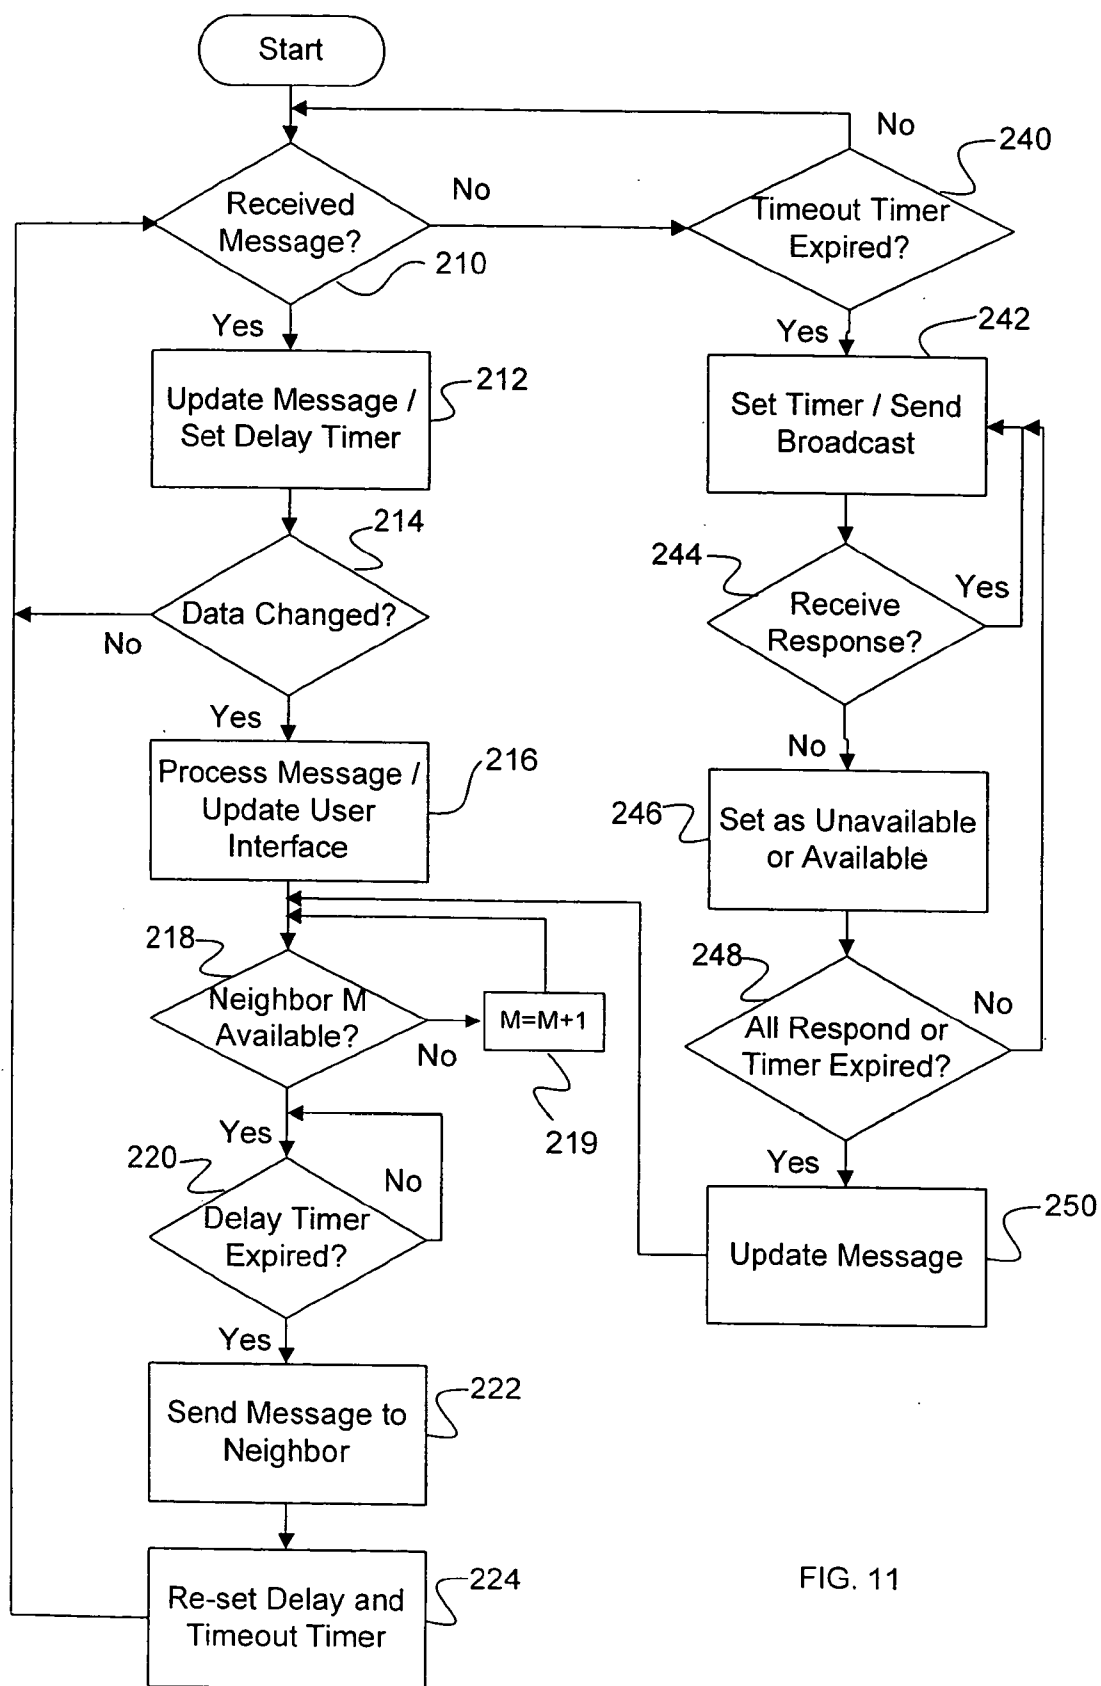 Start
No
240
Received
Message?
No
Timeout Timer
Expired?
210
Yes
Yes
242
Update Message /
Set Delay Timer
212
Set Timer / Send
Broadcast
214
244
Data Changed?
Yes
Receive
Response?
No
Yes
No
Process Message /
Update User
Interface
216
246
Set as Unavailable
or Available
218
248
Neighbor M
Available?
M=M+1
No
No
All Respond or
Timer Expired?
219
Yes
220
No
Yes
Delay Timer
Expired?
250
Update Message
Yes
Send Message to
Neighbor
222
Re-set Delay and
Timeout Timer
224
FIG. 11